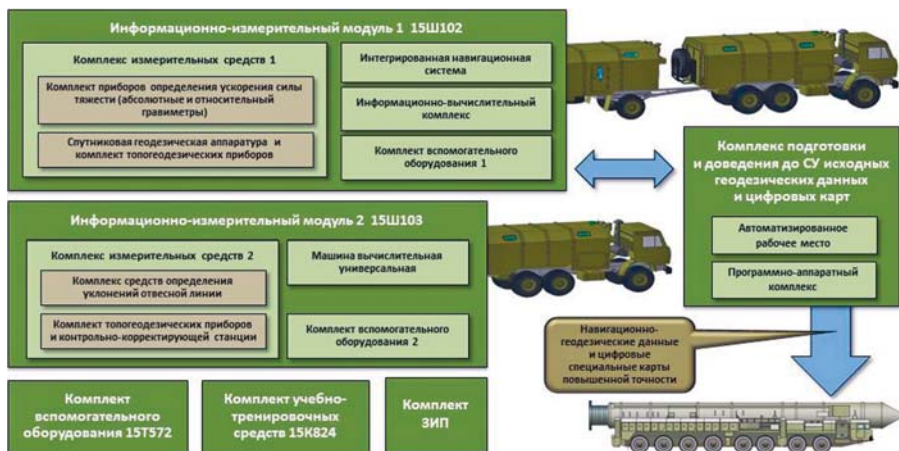 Информационно-измерительный модуль 1 15Ш102
Комплекс измерительных средств 1
Комплект приборов определения ускорения силы
тяжести (абсолютные и относительный
гравиметры)
Спутниковая геодезическая аппаратура и
комплект топогеодезических приборов
Интегрированная навигационная
система
Информационно-вычислительный
комплекс
Комплект вспомогательного
оборудования 1
Комплекс подготовки
и доведения до СУ исходных
геодезических данных
и цифровых карт
Автоматизированное
рабочее место
Программно-аппаратный
комплекс
Информационно-измерительный модуль 2 15Ш103
Комплекс измерительных средств 2
Комплекс средств определения
уклонений отвесной линии
Комплект топогеодезических приборов
и контрольно-корректирующей станции
Машина вычислительная
универсальная
Комплект вспомогательного
оборудования 2
Навигационно-
геодезические данные
и цифровые
специальные карты
повышенной точности
Комплект
вспомогательного
оборудования 15Т572
Комплект учебно-
тренировочных
средств 15К824
Комплект
ЗИП